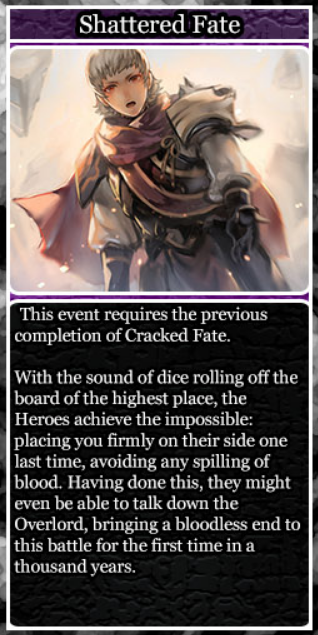 Shattered Fate
This event requires the previous
completion of Cracked Fate.
With the sound of dice rolling off the
board of the highest place, the
Heroes achieve the impossible:
placing you firmly on their side one
last time, avoiding any spilling of
blood. Having done this, they might
even be able to talk down the
Overlord, bringing a bloodless end to
this battle for the first time in a
thousand years.